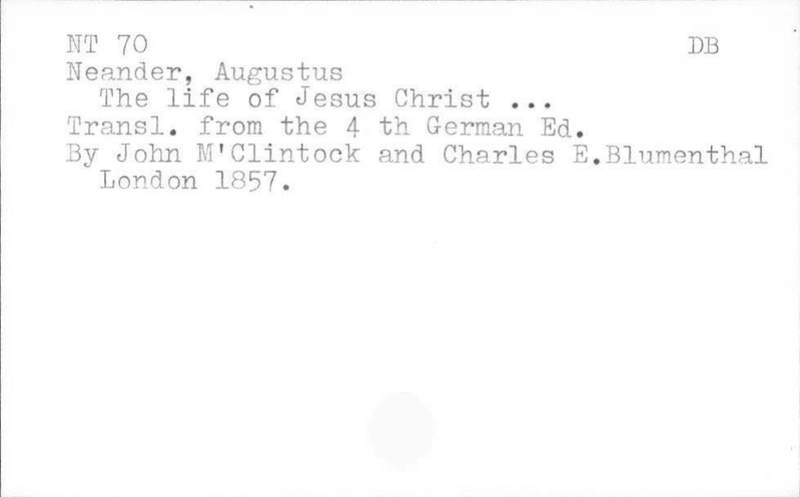 NT 70 DB
Neander, Augustus
The life of Jesus Christ ...
Transl. from the 4 th German Ed.
By John M'Clintock and Charles E.Blumenthal
London 1857.